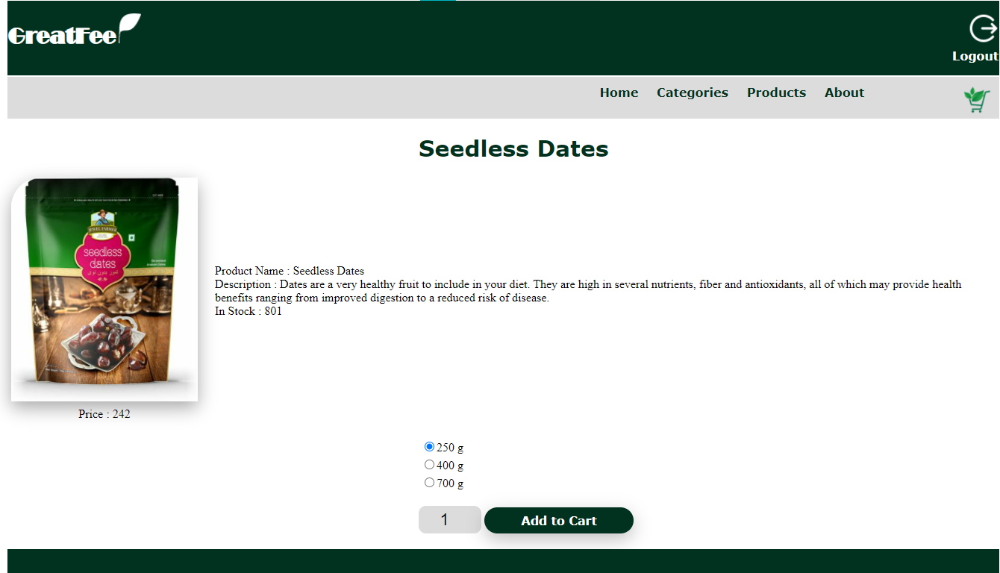 GreatFee
Logout
Home Categories Products About
Seedless Dates
JEWEL FARMER
seedless
dates
Product Name : Seedless Dates
Description : Dates are a very healthy fruit to include in your diet. They are high in several nutrients, fiber and antioxidants, all of which may provide health
benefits ranging from improved digestion to a reduced risk of disease.
In Stock : 801
Price : 242
250 g
400 g
700 g
1 Add to Cart